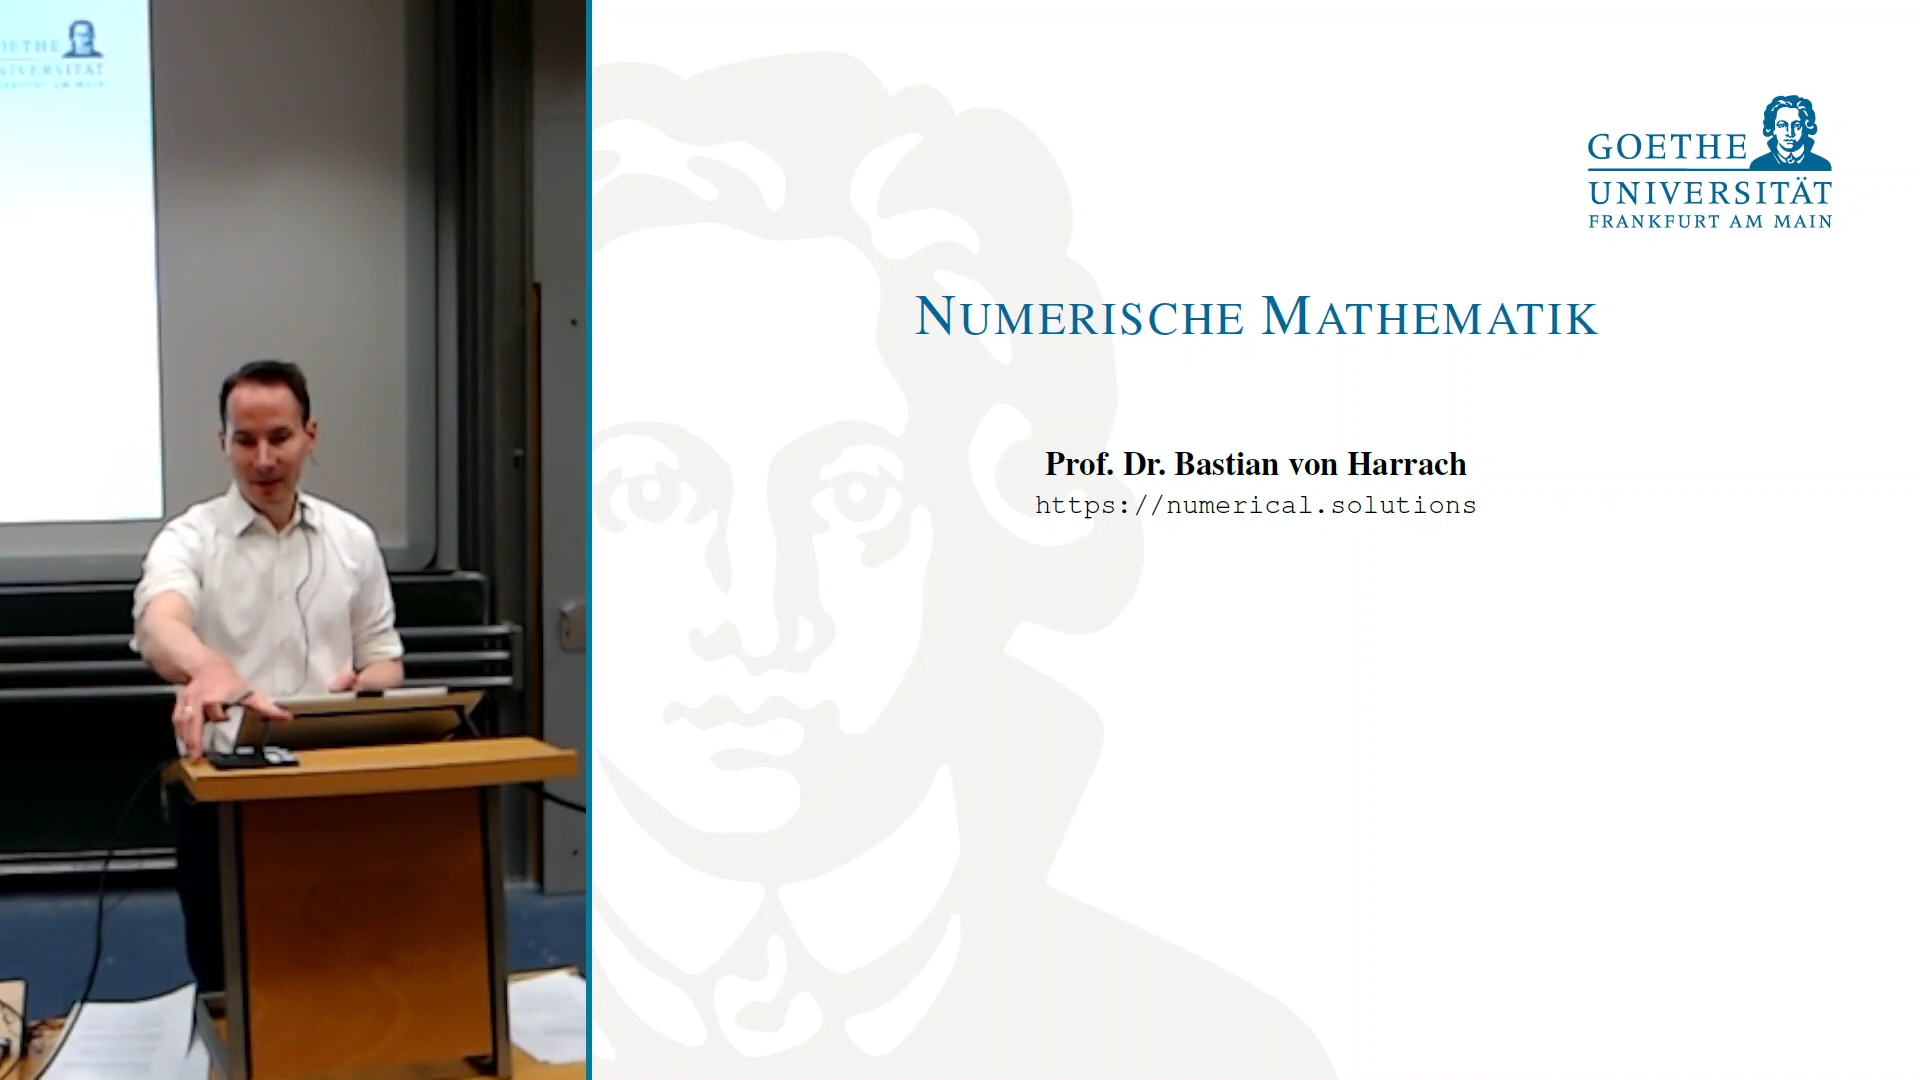 GOETHE
UNIVERSITÄT
FRANKFURT AM MAIN
NUMERISCHE MATHEMATIK
Prof. Dr. Bastian von Harrach
https://numerical.solutions